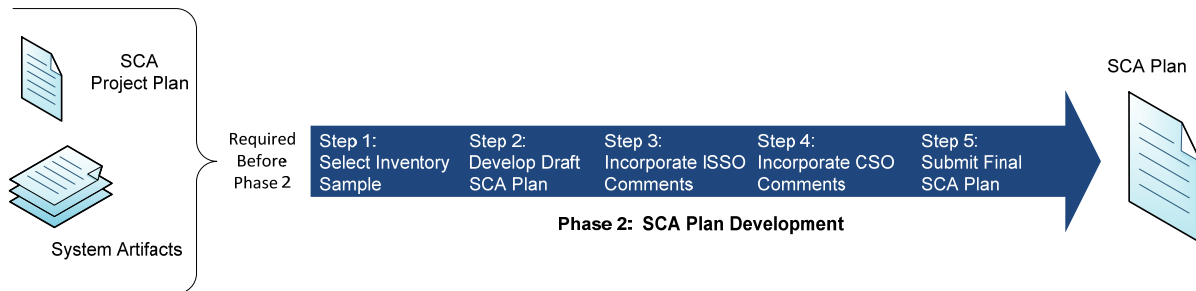 SCA
Project Plan
System Artifacts
Required
Before
Phase 2
Step 1:
Select Inventory
Sample
Step 2:
Develop Draft
SCA Plan
Step 3:
Incorporate ISSO
Comments
Step 4:
Incorporate CSO
Comments
Step 5:
Submit Final
SCA Plan
Phase 2: SCA Plan Development
SCA Plan